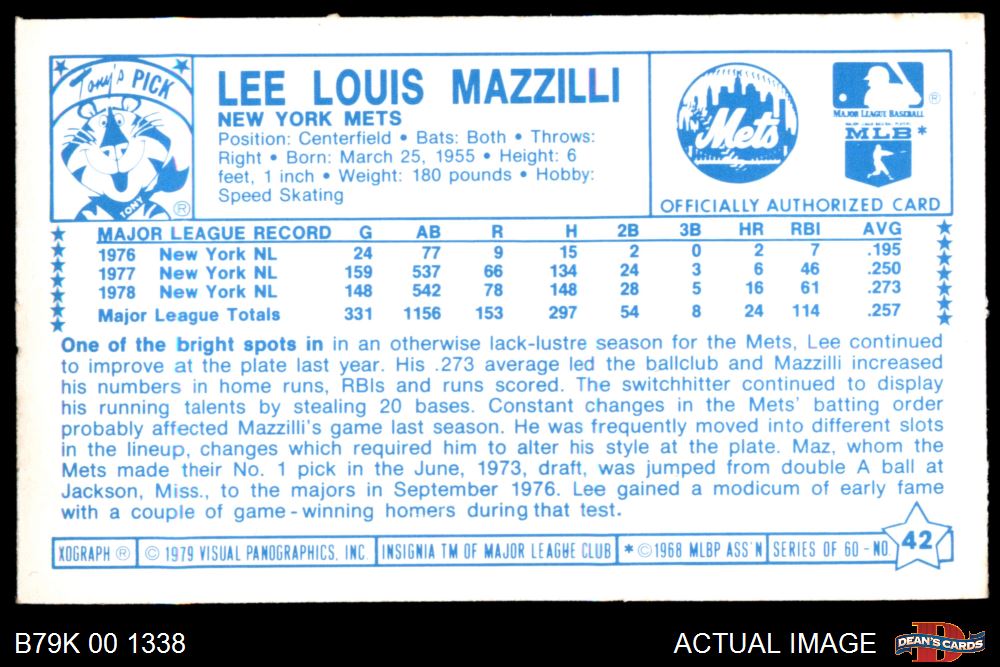 Tony's PICK
TONY
®
LEE LOUIS MAZZILLI
NEW YORK METS
Position: Centerfield • Bats: Both • Throws:
Right • Born: March 25, 1955 • Height: 6
feet, 1 inch • Weight: 180 pounds • Hobby:
Speed Skating
Mets
®
MAJOR LEAGUE BASEBALL
MLB *
OFFICIALLY AUTHORIZED CARD
MAJOR LEAGUE RECORD G AB R H 2B 3B HR RBI AVG
1976 New York NL 24 77 9 15 2 0 2 7 .195
1977 New York NL 159 537 66 134 24 3 6 46 .250
1978 New York NL 148 542 78 148 28 5 16 61 .273
Major League Totals 331 1156 153 297 54 8 24 114 .257
One of the bright spots in in an otherwise lack-lustre season for the Mets, Lee continued
to improve at the plate last year. His .273 average led the ballclub and Mazzilli increased
his numbers in home runs, RBIs and runs scored. The switchhitter continued to display
his running talents by stealing 20 bases. Constant changes in the Mets' batting order
probably affected Mazzilli's game last season. He was frequently moved into different slots
in the lineup, changes which required him to alter his style at the plate. Maz, whom the
Mets made their No. 1 pick in the June, 1973, draft, was jumped from double A ball at
Jackson, Miss., to the majors in September 1976. Lee gained a modicum of early fame
with a couple of game-winning homers during that test.
XOGRAPH ® © 1979 VISUAL PANOGRAPHICS, INC. INSIGNIA TM OF MAJOR LEAGUE CLUB * ©1968 MLBP ASS'N SERIES OF 60 - NO. 42
B79K 00 1338
ACTUAL IMAGE
DEAN'S CARDS